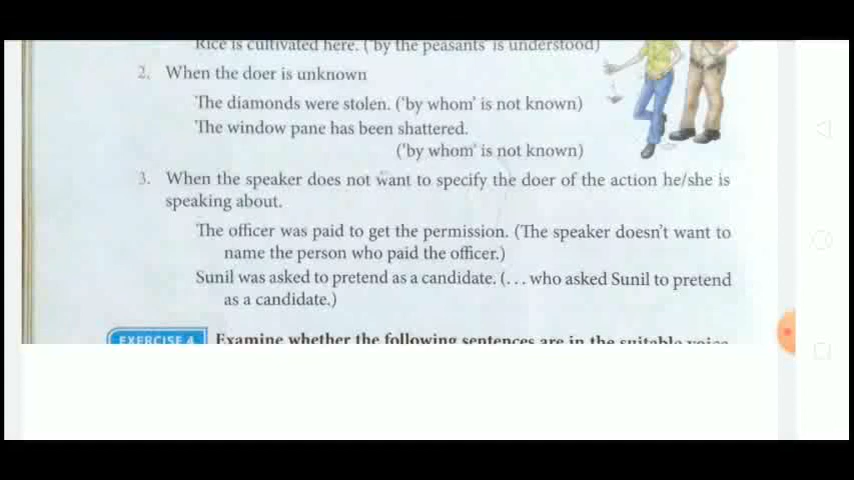 Rice is cultivated here. ('by the peasants' is understood)
2. When the doer is unknown
The diamonds were stolen. ('by whom' is not known)
The window pane has been shattered.
('by whom' is not known)
3. When the speaker does not want to specify the doer of the action he/she is
speaking about.
The officer was paid to get the permission. (The speaker doesn't want to
name the person who paid the officer.)
Sunil was asked to pretend as a candidate. (... who asked Sunil to pretend
as a candidate.)
EXERCISE 4 Examine whether the following sentences are in the suitable voice